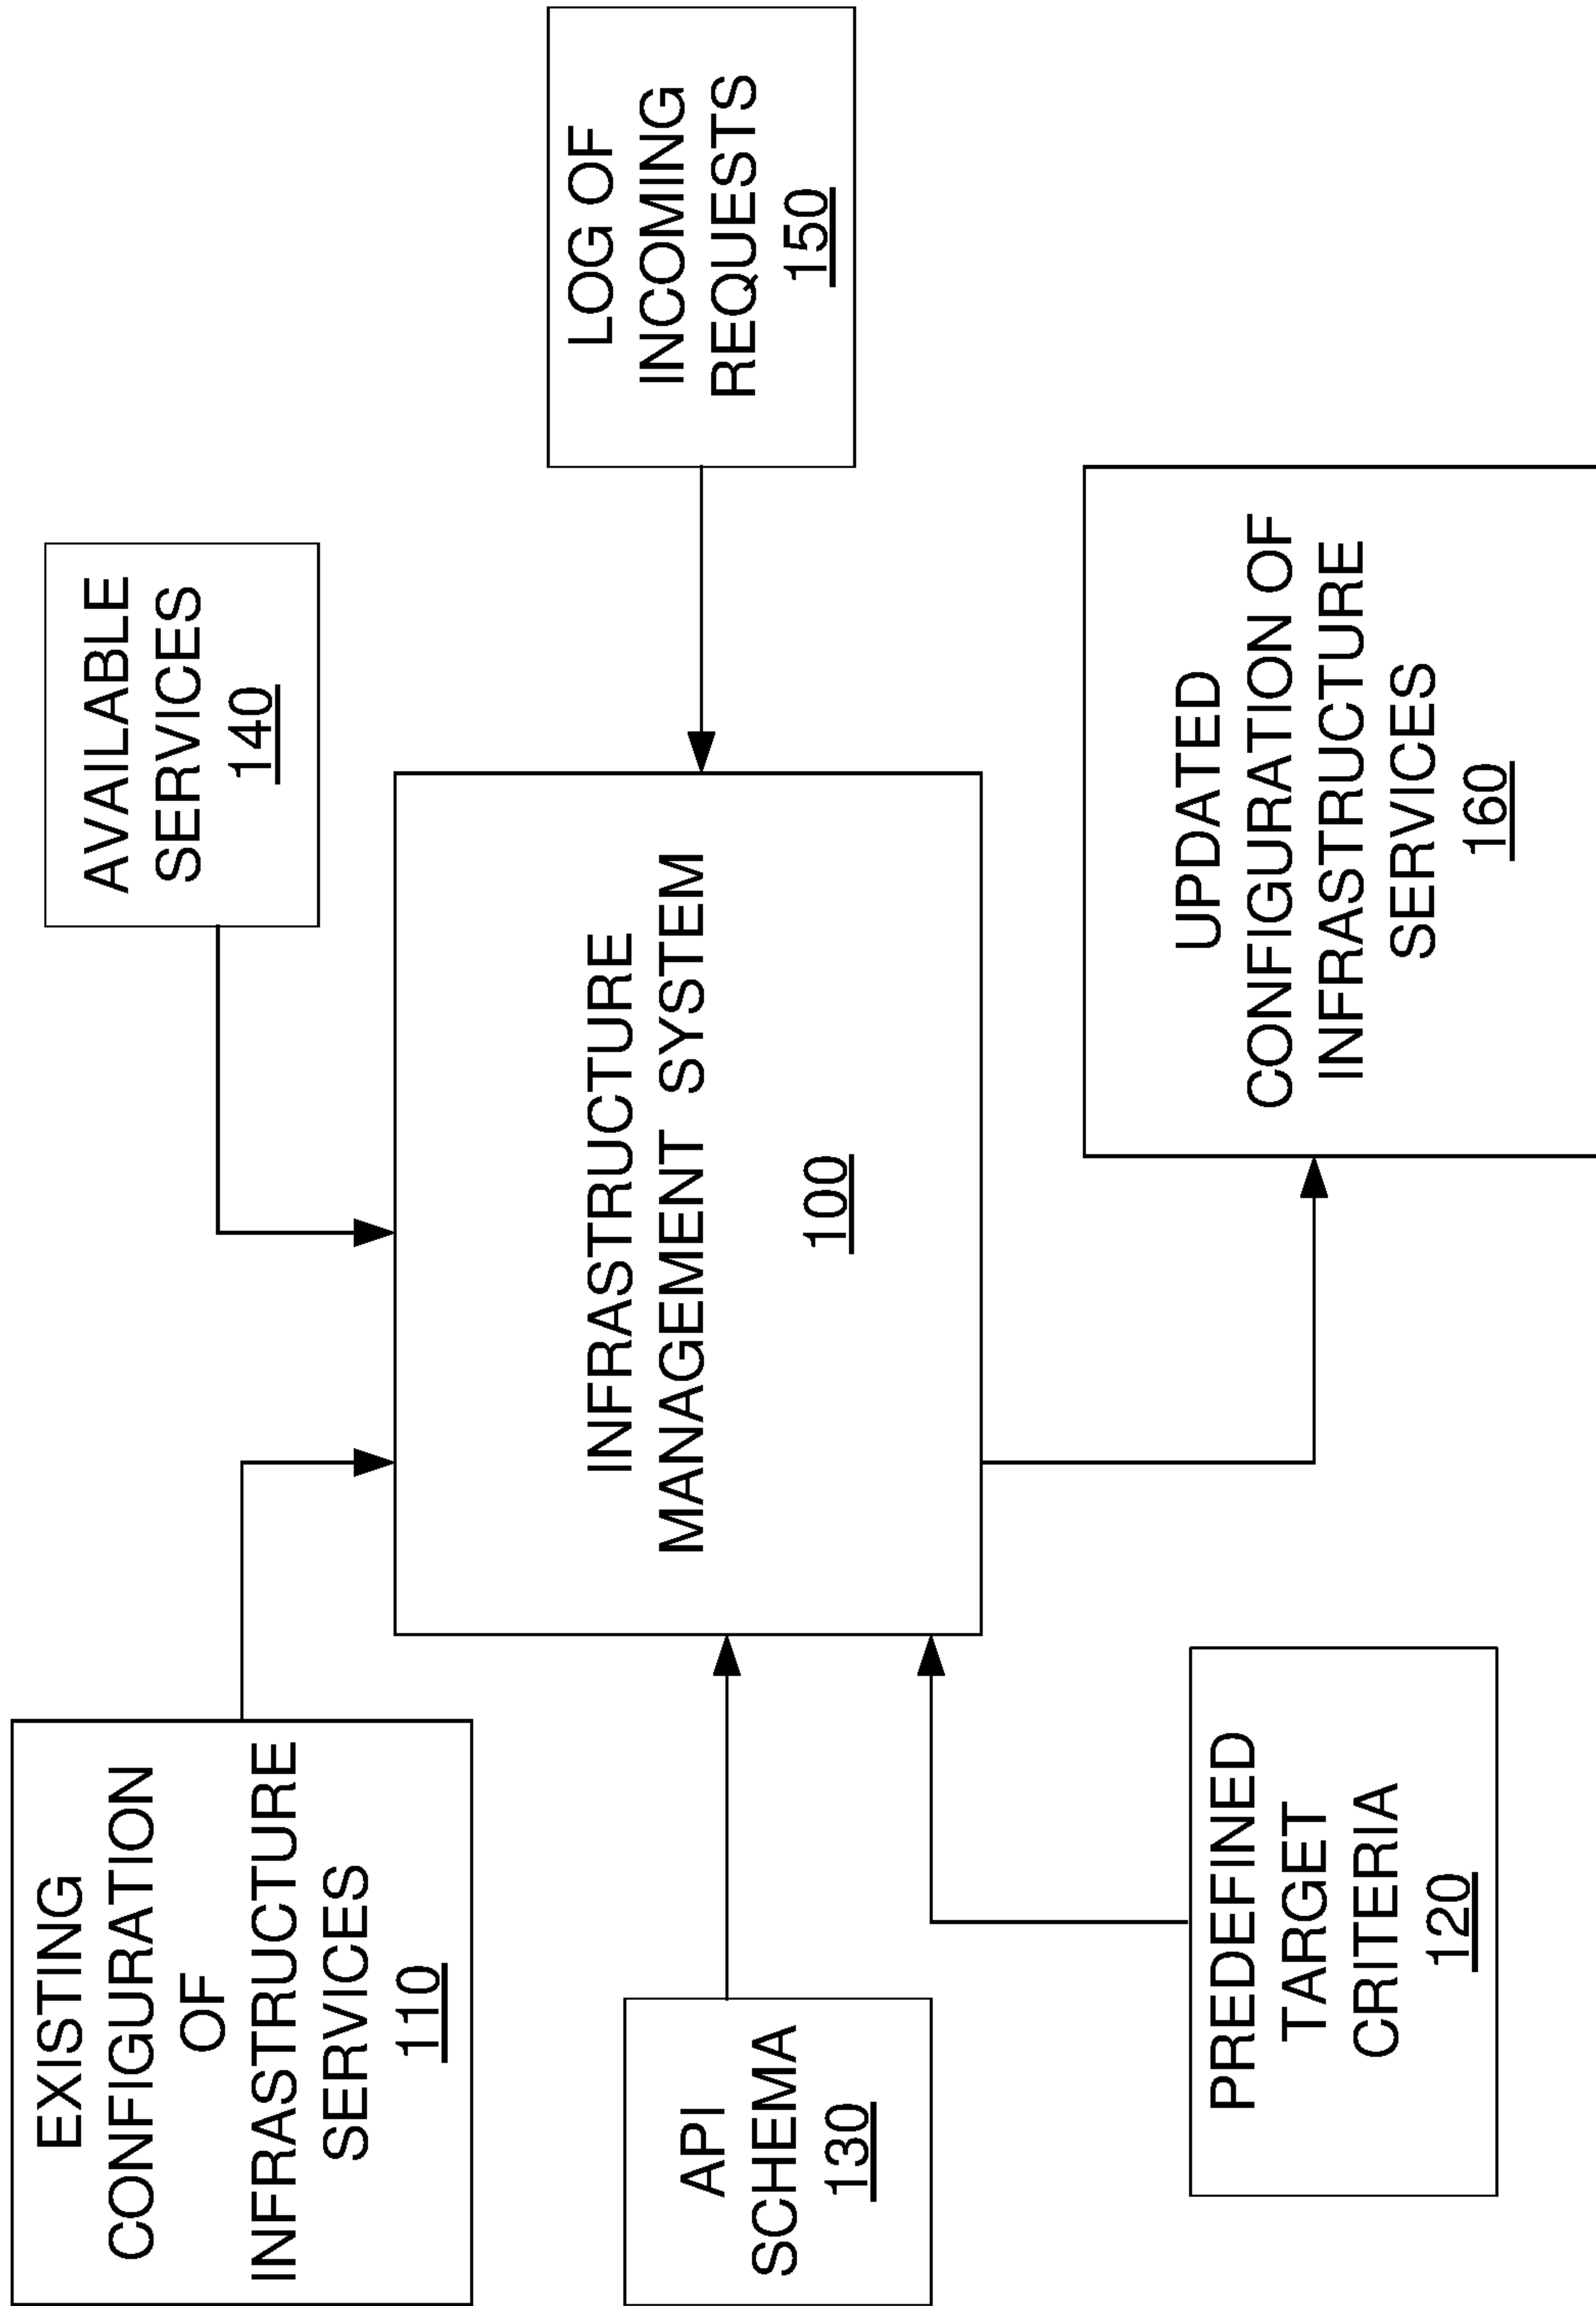 EXISTING
CONFIGURATION
OF
INFRASTRUCTURE
SERVICES
110
AVAILABLE
SERVICES
140
API
SCHEMA
130
INFRASTRUCTURE
MANAGEMENT SYSTEM
100
LOG OF
INCOMING
REQUESTS
150
PREDEFINED
TARGET
CRITERIA
120
UPDATED
CONFIGURATION OF
INFRASTRUCTURE
SERVICES
160